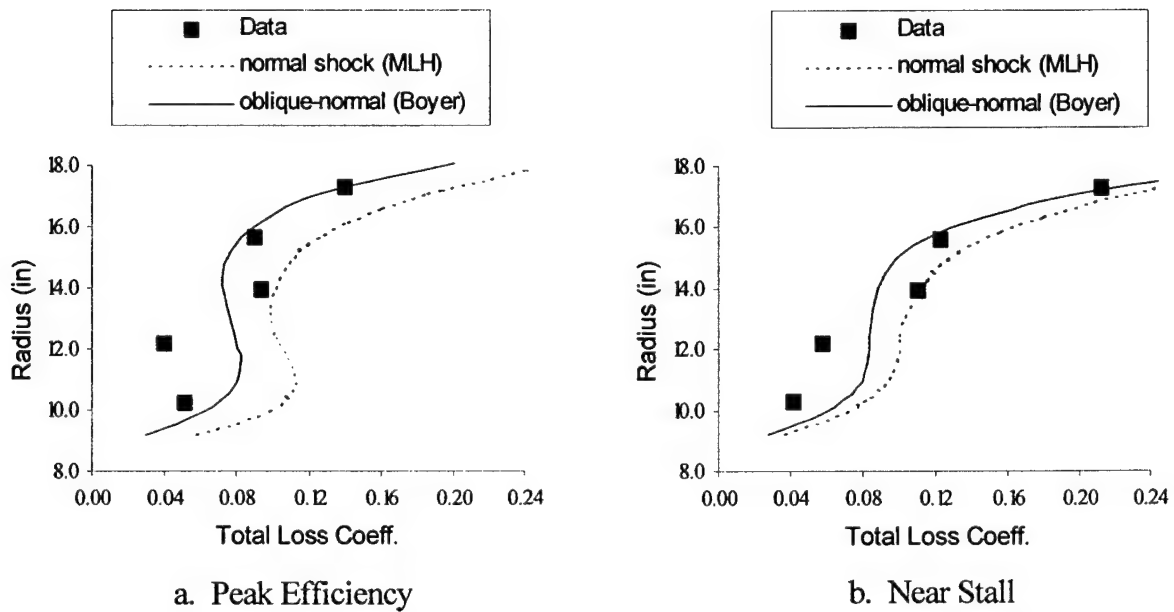 Data
normal shock (MLH)
oblique-normal (Boyer)
18.0
16.0
14.0
12.0
10.0
8.0
Radius (in)
0.00 0.04 0.08 0.12 0.16 0.20 0.24
Total Loss Coeff.
a. Peak Efficiency
Data
normal shock (MLH)
oblique-normal (Boyer)
18.0
16.0
14.0
12.0
10.0
8.0
Radius (in)
0.00 0.04 0.08 0.12 0.16 0.20 0.24
Total Loss Coeff.
b. Near Stall